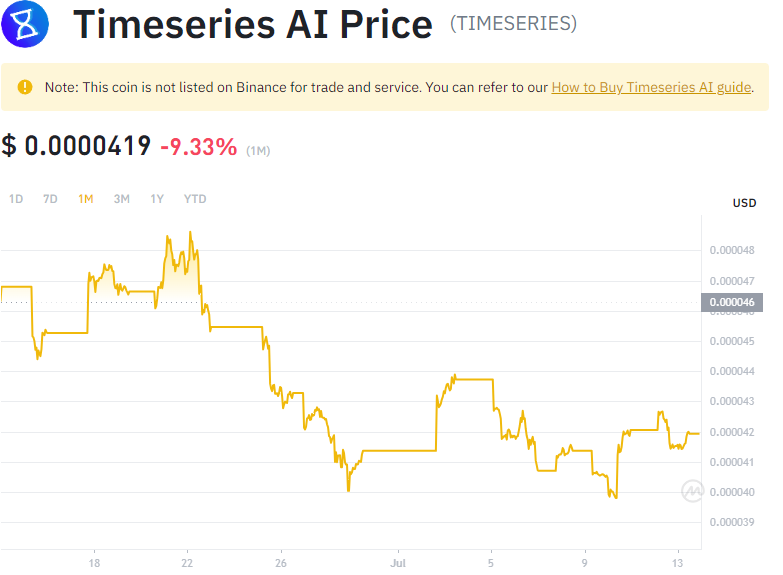 Timeseries AI Price (TIMESERIES)
Note: This coin is not listed on Binance for trade and service. You can refer to our How to Buy Timeseries AI guide.
$ 0.0000419 -9.33% (1M)
1D 7D 1M 3M 1Y YTD
USD
0.000048
0.000047
0.000046
0.000045
0.000044
0.000043
0.000042
0.000041
0.000040
0.000039
18 22 26 Jul 5 9 13